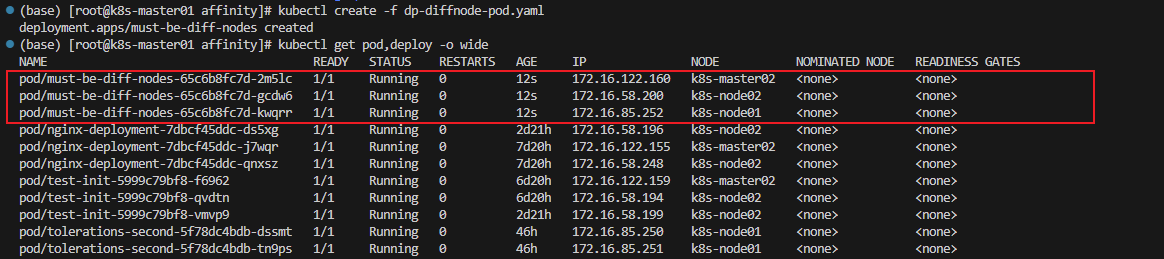 (base) [root@k8s-master01 affinity]# kubectl create -f dp-diffnode-pod.yaml
deployment.apps/must-be-diff-nodes created
(base) [root@k8s-master01 affinity]# kubectl get pod,deploy -o wide
NAME READY STATUS RESTARTS AGE IP NODE NOMINATED NODE READINESS GATES
pod/must-be-diff-nodes-65c6b8fc7d-2m5lc 1/1 Running 0 12s 172.16.122.160 k8s-master02 <none> <none>
pod/must-be-diff-nodes-65c6b8fc7d-gcdw6 1/1 Running 0 12s 172.16.58.200 k8s-node02 <none> <none>
pod/must-be-diff-nodes-65c6b8fc7d-kwqrr 1/1 Running 0 12s 172.16.85.252 k8s-node01 <none> <none>
pod/nginx-deployment-7dbcf45ddc-ds5xg 1/1 Running 0 2d21h 172.16.58.196 k8s-node02 <none> <none>
pod/nginx-deployment-7dbcf45ddc-j7wqr 1/1 Running 0 7d20h 172.16.122.155 k8s-master02 <none> <none>
pod/nginx-deployment-7dbcf45ddc-qnxsz 1/1 Running 0 7d20h 172.16.58.248 k8s-node02 <none> <none>
pod/test-init-5999c79bf8-f6962 1/1 Running 0 6d20h 172.16.122.159 k8s-master02 <none> <none>
pod/test-init-5999c79bf8-qvdtn 1/1 Running 0 6d20h 172.16.58.194 k8s-node02 <none> <none>
pod/test-init-5999c79bf8-vmvp9 1/1 Running 0 2d21h 172.16.58.199 k8s-node02 <none> <none>
pod/tolerations-second-5f78dc4bdb-dssmt 1/1 Running 0 46h 172.16.85.250 k8s-node01 <none> <none>
pod/tolerations-second-5f78dc4bdb-tn9ps 1/1 Running 0 46h 172.16.85.251 k8s-node01 <none> <none>